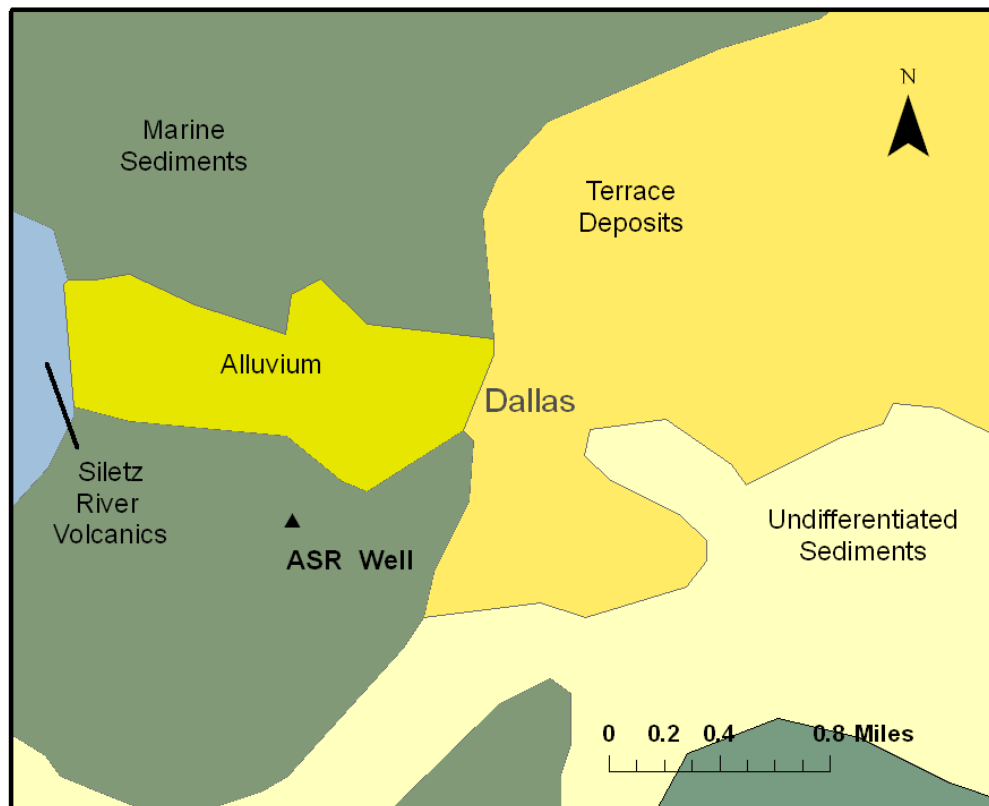 N
Marine
Sediments
Terrace
Deposits
Alluvium
Dallas
Siletz
River
Volcanics
Undifferentiated
Sediments
ASR Well
0 0.2 0.4 0.8 Miles